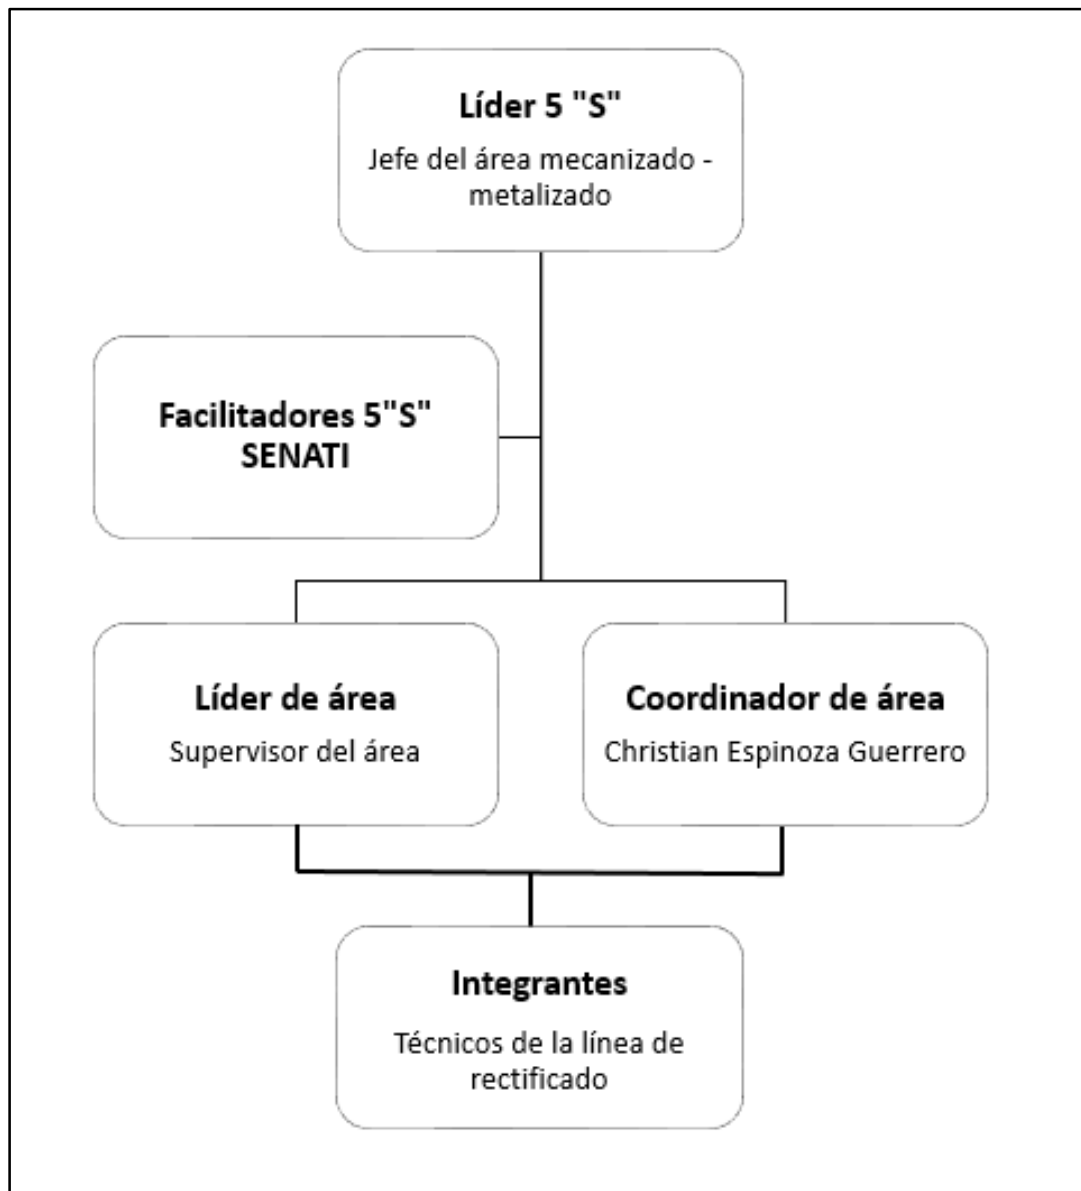 Líder 5 "S"
Jefe del área mecanizado -
metalizado
Facilitadores 5"S"
SENATI
Líder de área
Supervisor del área
Coordinador de área
Christian Espinoza Guerrero
Integrantes
Técnicos de la línea de
rectificado